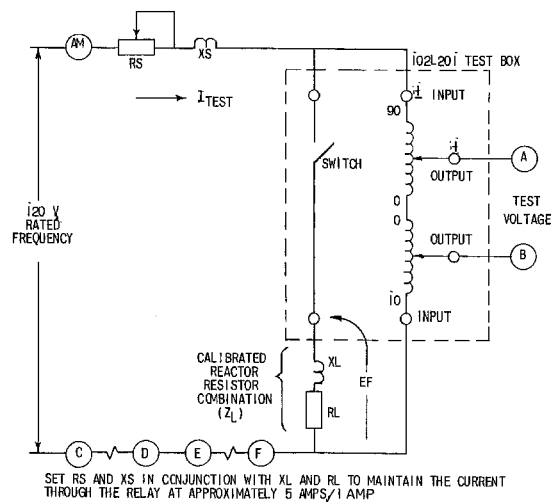 AM
RS
XS
I TEST
102L201 TEST BOX
INPUT
90
SWITCH
A
OUTPUT
0
0
TEST
VOLTAGE
OUTPUT
B
10
INPUT
120 V
RATED
FREQUENCY
CALIBRATED
REACTOR
RESISTOR
COMBINATION
(ZL)
XL
RL
EF
C
D
E
F
SET RS AND XS IN CONJUNCTION WITH XL AND RL TO MAINTAIN THE CURRENT
THROUGH THE RELAY AT APPROXIMATELY 5 AMPS/1 AMP